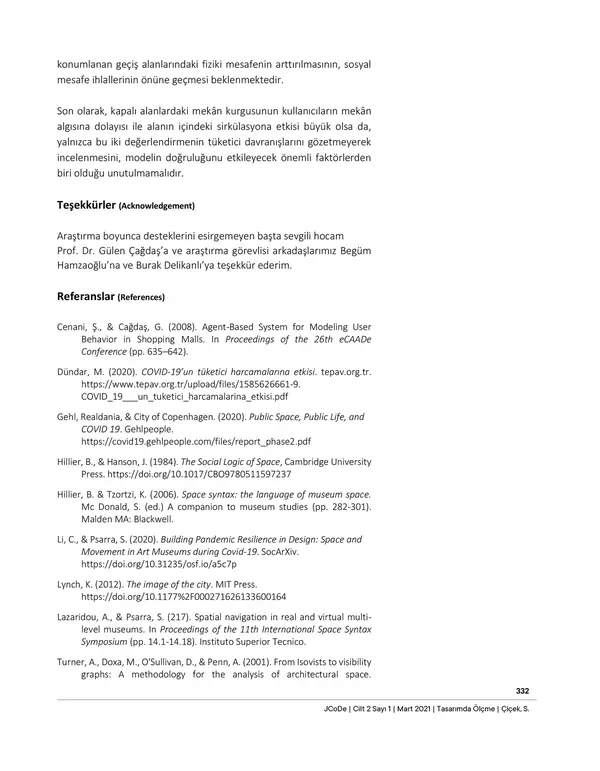 konumlanan geçiş alanlarındaki fiziki mesafenin arttırılmasının, sosyal
mesafe ihlallerinin önüne geçmesi beklenmektedir.
Son olarak, kapalı alanlardaki mekân kurgusunun kullanıcıların mekân
algısına dolayısı ile alanın içindeki sirkülasyona etkisi büyük olsa da,
yalnızca bu iki değerlendirmenin tüketici davranışlarını gözetmeyerek
incelenmesini, modelin doğruluğunu etkileyecek önemli faktörlerden
biri olduğu unutulmamalıdır.
Teşekkürler (Acknowledgement)
Araştırma boyunca desteklerini esirgemeyen başta sevgili hocam
Prof. Dr. Gülen Çağdaş’a ve araştırma görevlisi arkadaşlarımız Begüm
Hamzaoğlu’na ve Burak Delikanlı’ya teşekkür ederim.
Referanslar (References)
Cenani, Ş., & Cağdaş, G. (2008). Agent-Based System for Modeling User
Behavior in Shopping Malls. In Proceedings of the 26th eCAADe
Conference (pp. 635–642).
Dündar, M. (2020). COVID-19’un tüketici harcamalarına etkisi. tepav.org.tr.
https://www.tepav.org.tr/upload/files/1585626661-9.
COVID_19___un_tuketici_harcamalarina_etkisi.pdf
Gehl, Realdania, & City of Copenhagen. (2020). Public Space, Public Life, and
COVID 19. Gehlpeople.
https://covid19.gehlpeople.com/files/report_phase2.pdf
Hillier, B., & Hanson, J. (1984). The Social Logic of Space, Cambridge University
Press. https://doi.org/10.1017/CBO9780511597237
Hillier, B. & Tzortzi, K. (2006). Space syntax: the language of museum space.
Mc Donald, S. (ed.) A companion to museum studies (pp. 282-301).
Malden MA: Blackwell.
Li, C., & Psarra, S. (2020). Building Pandemic Resilience in Design: Space and
Movement in Art Museums during Covid-19. SocArXiv.
https://doi.org/10.31235/osf.io/a5c7p
Lynch, K. (2012). The image of the city. MIT Press.
https://doi.org/10.1177%2F000271626133600164
Lazaridou, A., & Psarra, S. (217). Spatial navigation in real and virtual multi-
level museums. In Proceedings of the 11th International Space Syntax
Symposium (pp. 14.1-14.18). Instituto Superior Tecnico.
Turner, A., Doxa, M., O'Sullivan, D., & Penn, A. (2001). From Isovists to visibility
graphs: A methodology for the analysis of architectural space.
332
JCoDe | Cilt 2 Sayı 1 | Mart 2021 | Tasarımda Ölçme | Çiçek, S.